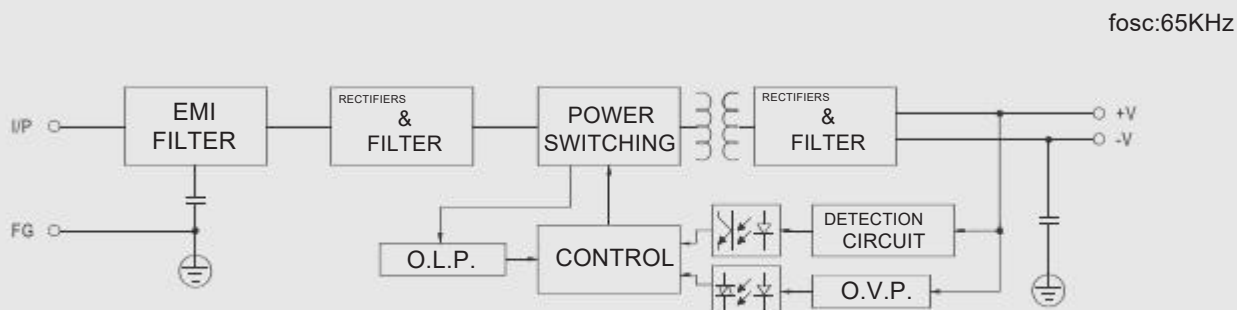 fosc:65KHz
I/P
EMI
FILTER
RECTIFIERS
&
FILTER
POWER
SWITCHING
RECTIFIERS
&
FILTER
+V
-V
FG
O.L.P.
CONTROL
DETECTION
CIRCUIT
O.V.P.